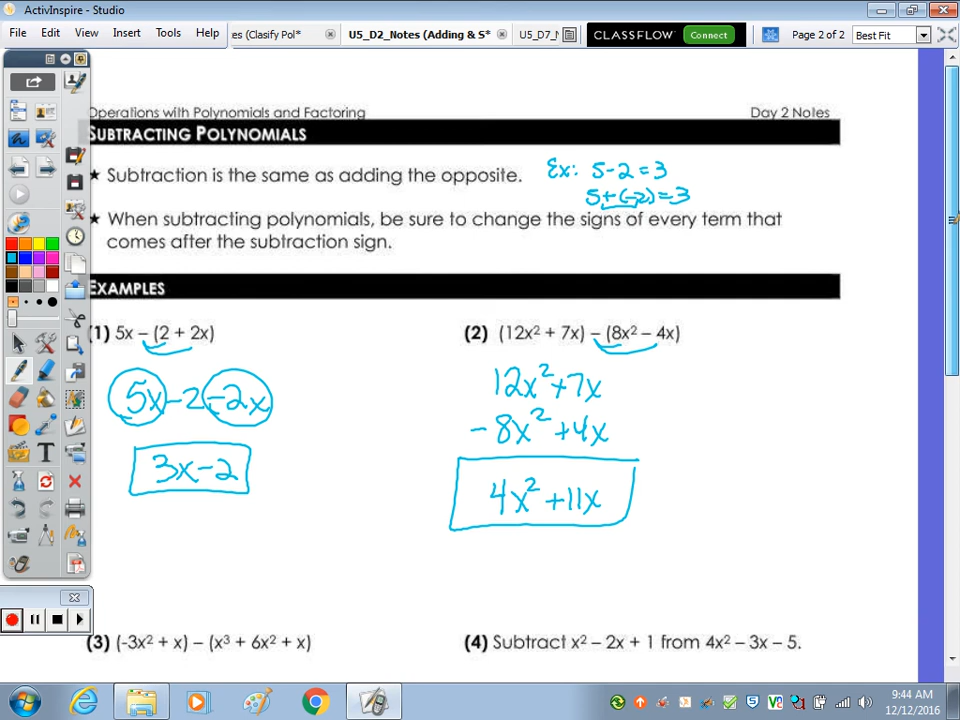 ActivInspire - Studio
File Edit View Insert Tools Help
es (Clasify Pol*
U5_D2_Notes (Adding & S*
U5_D7_
CLASSFLOW Connect
Page 2 of 2
Best Fit
Operations with Polynomials and Factoring
Day 2 Notes
SUBTRACTING POLYNOMIALS
★ Subtraction is the same as adding the opposite.
Ex: 5-2=3
5+(-2)=3
★ When subtracting polynomials, be sure to change the signs of every term that
comes after the subtraction sign.
EXAMPLES
(1) 5x – (2 + 2x)
5x-2-2x
3x-2
(2) (12x² + 7x) – (8x² – 4x)
12x²+7x
-8x²+4x
4x²+11x
(3) (-3x² + x) – (x³ + 6x² + x)
(4) Subtract x² – 2x + 1 from 4x² – 3x – 5.
9:44 AM
12/12/2016